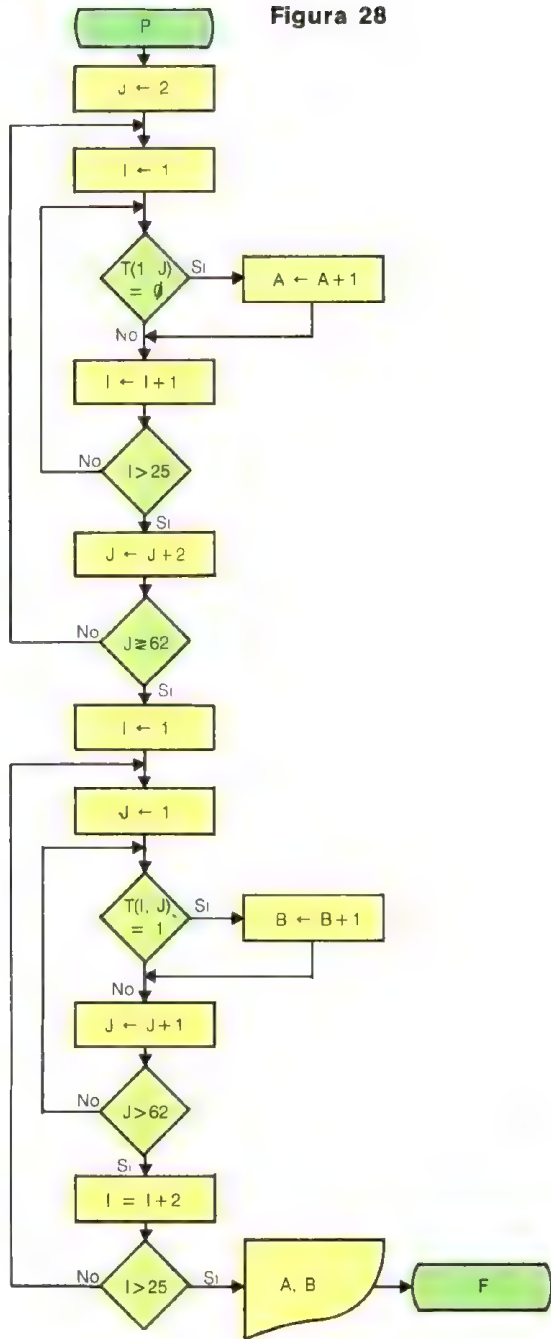 Figura 28
P
J ← 2
I ← 1
T(1 J)
= 0
Si
A ← A+1
No
I ← I+1
No
I>25
Si
J ← J+2
No
J≷62
Si
I ← 1
J ← 1
T(I, J)
= 1
Si
B ← B+1
No
J ← J+1
No
J>62
Si
I = I+2
No
I>25
Si
A, B
F